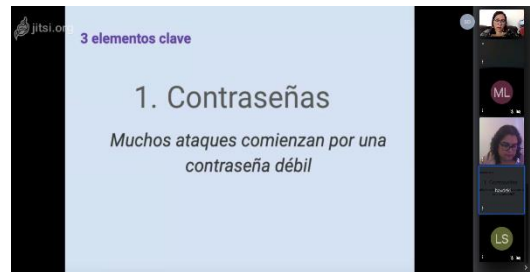 jitsi.org
3 elementos clave
1. Contraseñas
Muchos ataques comienzan por una
contraseña débil
ML
LS